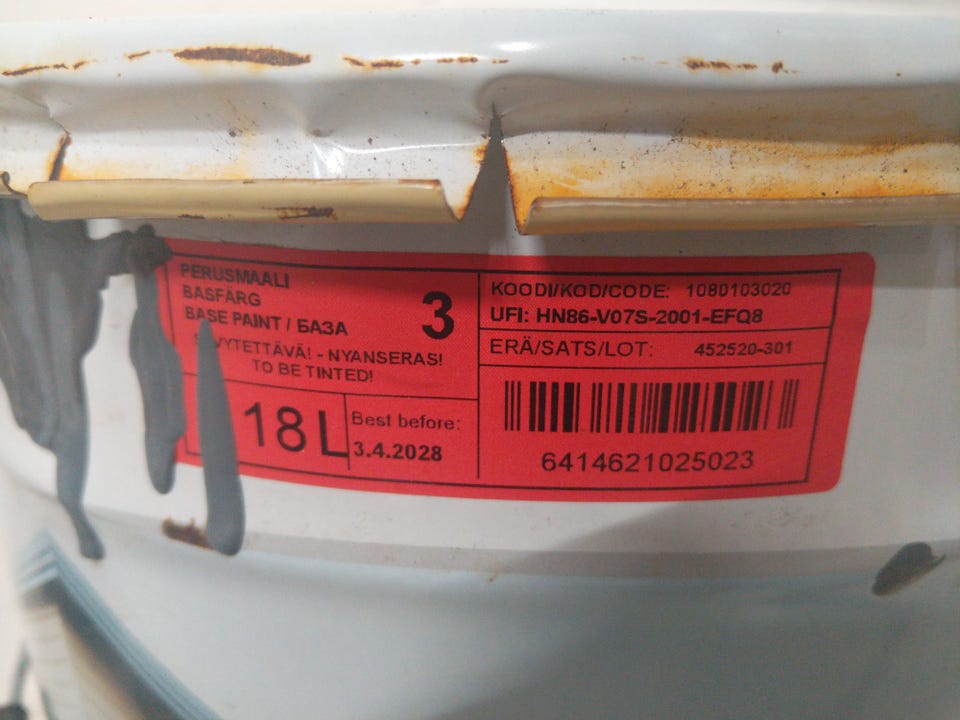 PERUSMAALI
BASFÄRG
BASE PAINT / БАЗА
3
SÄVYTETTÄVÄ! - NYANSERAS!
TO BE TINTED!
18 L
Best before:
3.4.2028
KOODI/KOD/CODE: 1080103020
UFI: HN86-V07S-2001-EFQ8
ERÄ/SATS/LOT: 452520-301
6414621025023